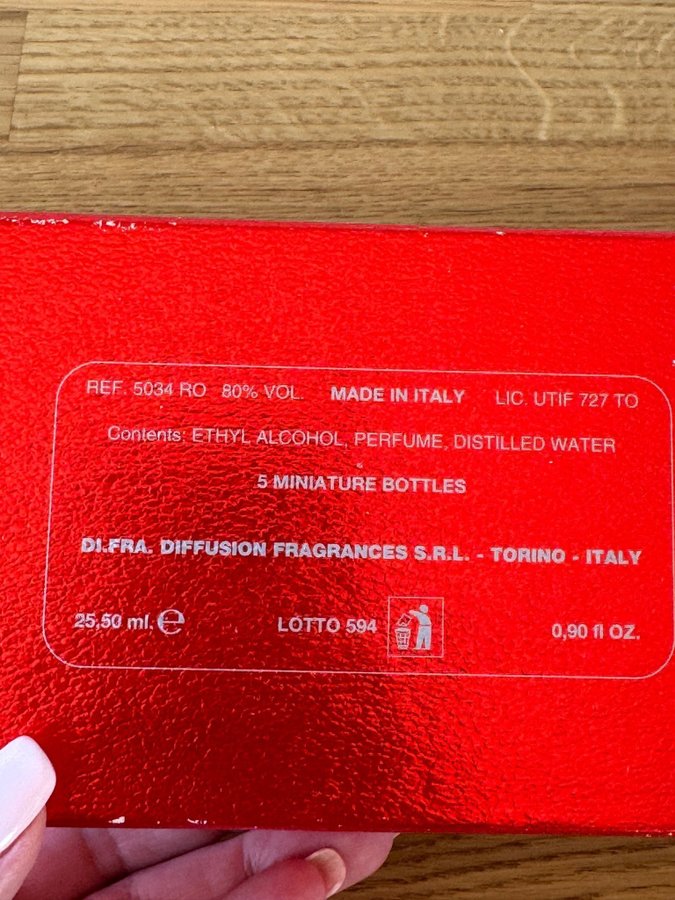 REF. 5034 RO 80% VOL. MADE IN ITALY LIC. UTIF 727 TO
Contents: ETHYL ALCOHOL, PERFUME, DISTILLED WATER
5 MINIATURE BOTTLES
DI.FRA. DIFFUSION FRAGRANCES S.R.L. - TORINO - ITALY
25,50 ml. ℮ LOTTO 594 0,90 fl OZ.